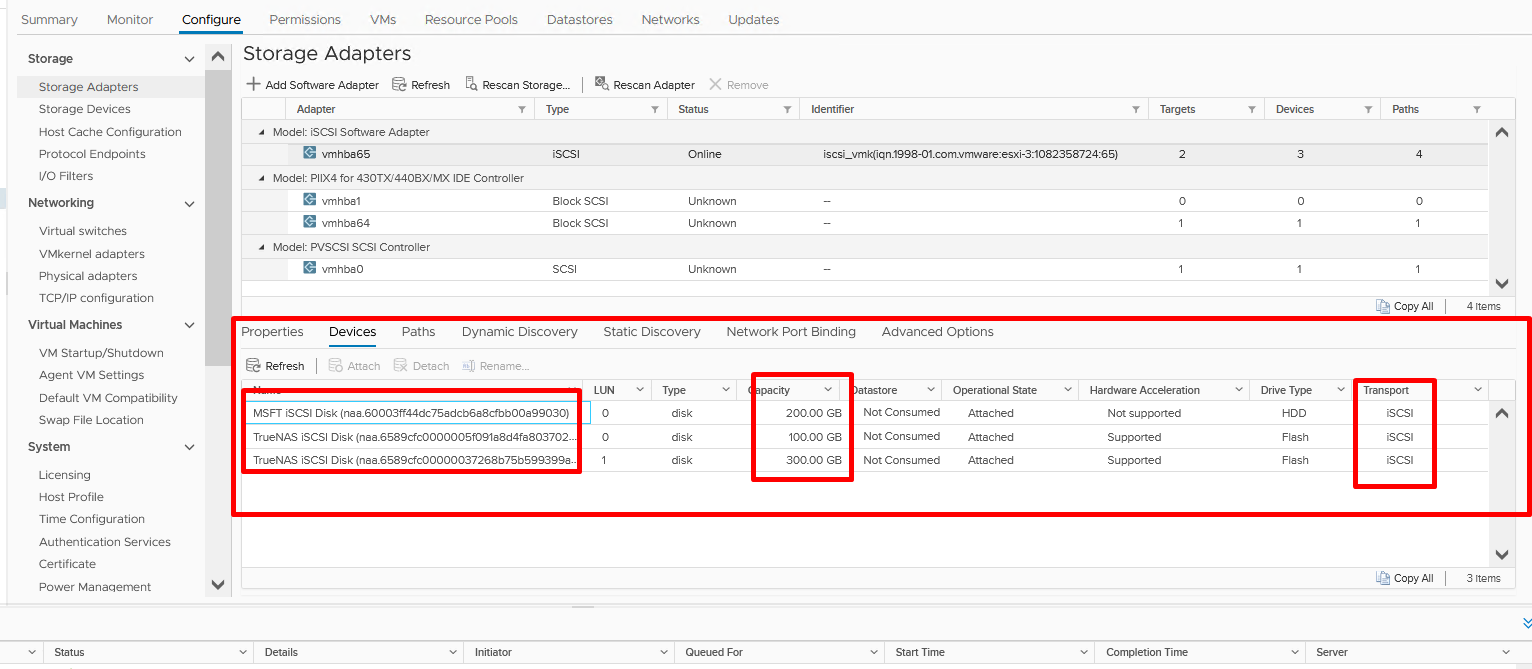 Summary Monitor Configure Permissions VMs Resource Pools Datastores Networks Updates
Storage
Storage Adapters
Storage Devices
Host Cache Configuration
Protocol Endpoints
I/O Filters
Networking
Virtual switches
VMkernel adapters
Physical adapters
TCP/IP configuration
Virtual Machines
VM Startup/Shutdown
Agent VM Settings
Default VM Compatibility
Swap File Location
System
Licensing
Host Profile
Time Configuration
Authentication Services
Certificate
Power Management
Storage Adapters
Add Software Adapter Refresh Rescan Storage... Rescan Adapter Remove
Adapter Type Status Identifier Targets Devices Paths
Model: iSCSI Software Adapter
vmhba65 iSCSI Online iscsi_vmk(iqn.1998-01.com.vmware:esxi-3:1082358724:65) 2 3 4
Model: PIIX4 for 430TX/440BX/MX IDE Controller
vmhba1 Block SCSI Unknown -- 0 0 0
vmhba64 Block SCSI Unknown -- 1 1 1
Model: PVSCSI SCSI Controller
vmhba0 SCSI Unknown -- 1 1 1
Copy All 4 items
Properties Devices Paths Dynamic Discovery Static Discovery Network Port Binding Advanced Options
Refresh Attach Detach Rename...
Name LUN Type Capacity Datastore Operational State Hardware Acceleration Drive Type Transport
MSFT iSCSI Disk (naa.60003ff44dc75adcb6a8cfbb00a99030) 0 disk 200.00 GB Not Consumed Attached Not supported HDD iSCSI
TrueNAS iSCSI Disk (naa.6589cfc0000005f091a8d4fa803702... 0 disk 100.00 GB Not Consumed Attached Supported Flash iSCSI
TrueNAS iSCSI Disk (naa.6589cfc00000037268b75b599399a... 1 disk 300.00 GB Not Consumed Attached Supported Flash iSCSI
Copy All 3 items
Status Details Initiator Queued For Start Time Completion Time Server